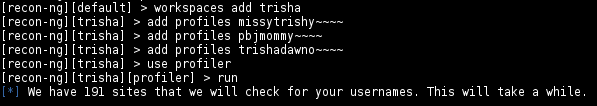 [recon-ng][default] > workspaces add trisha
[recon-ng][trisha] > add profiles missytrishy~~~~
[recon-ng][trisha] > add profiles pbjmommy~~~~
[recon-ng][trisha] > add profiles trishadawno~~~~
[recon-ng][trisha] > use profiler
[recon-ng][trisha][profiler] > run
[*] We have 191 sites that we will check for your usernames. This will take a while.